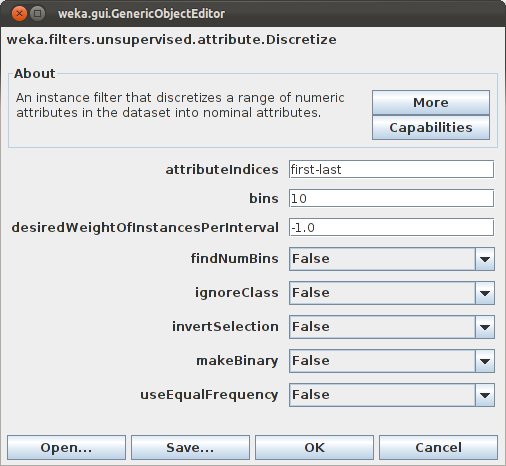 weka.gui.GenericObjectEditor
weka.filters.unsupervised.attribute.Discretize
About
An instance filter that discretizes a range of numeric
attributes in the dataset into nominal attributes.
More
Capabilities
attributeIndices first-last
bins 10
desiredWeightOfInstancesPerInterval -1.0
findNumBins False
ignoreClass False
invertSelection False
makeBinary False
useEqualFrequency False
Open... Save... OK Cancel